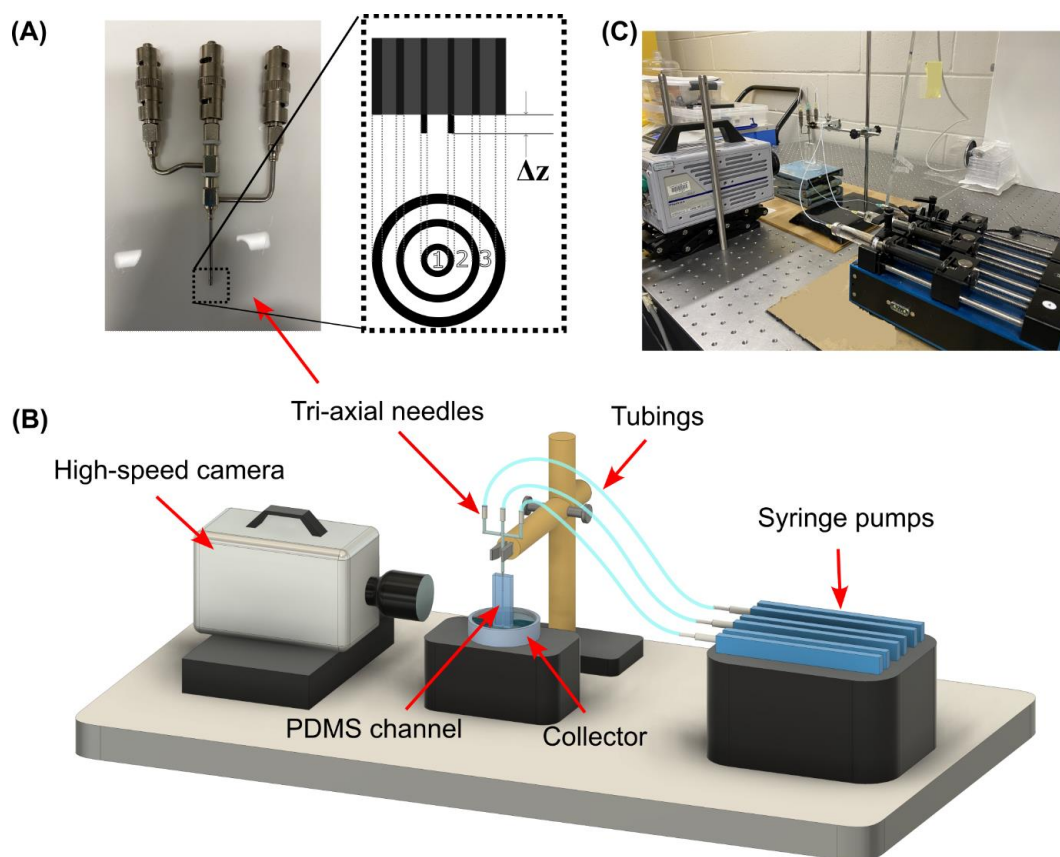 (A)
(C)
Δz
1 2 3
Tri-axial needles
Tubings
(B)
High-speed camera
Syringe pumps
PDMS channel
Collector